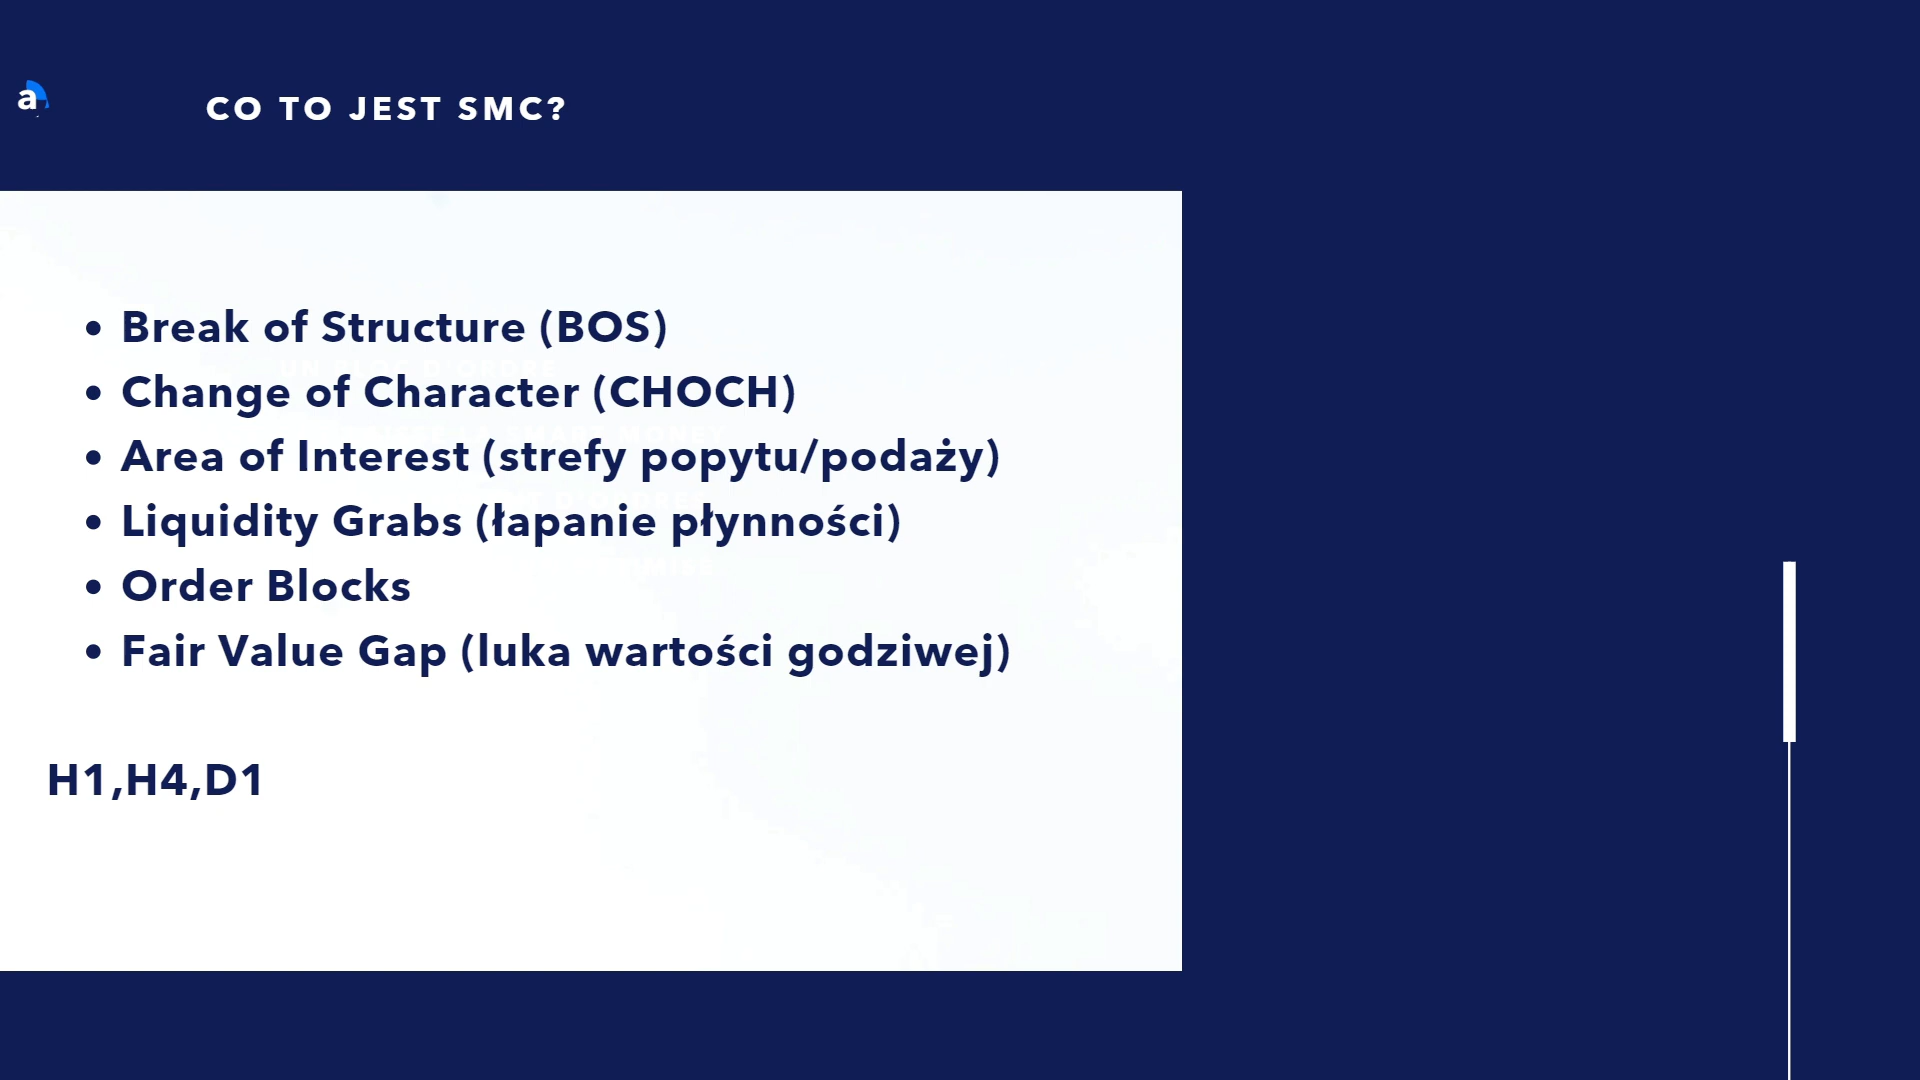 a
CO TO JEST SMC?
• Break of Structure (BOS)
• Change of Character (CHOCH)
• Area of Interest (strefy popytu/podaży)
• Liquidity Grabs (łapanie płynności)
• Order Blocks
• Fair Value Gap (luka wartości godziwej)
H1,H4,D1